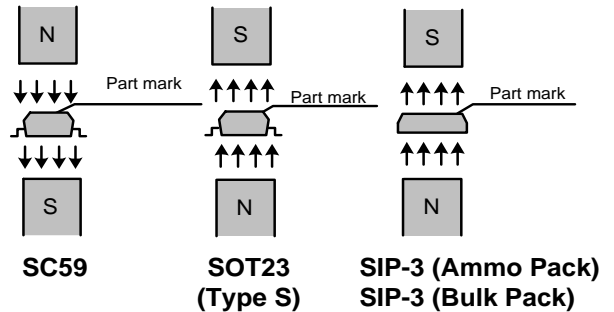 N
S
S
Part mark
Part mark
Part mark
S
N
N
SC59
SOT23
(Type S)
SIP-3 (Ammo Pack)
SIP-3 (Bulk Pack)